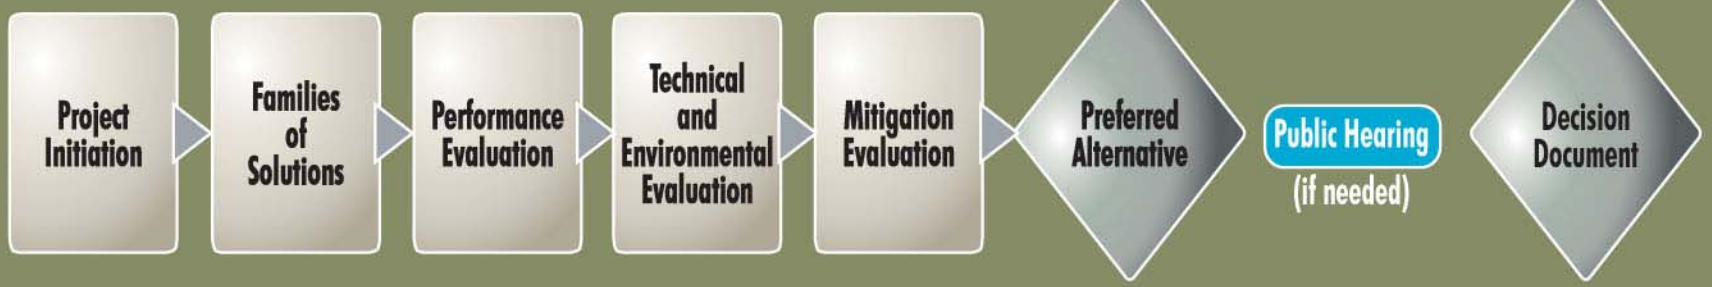 Project
Initiation
Families
of
Solutions
Performance
Evaluation
Technical
and
Environmental
Evaluation
Mitigation
Evaluation
Preferred
Alternative
Public Hearing
(if needed)
Decision
Document